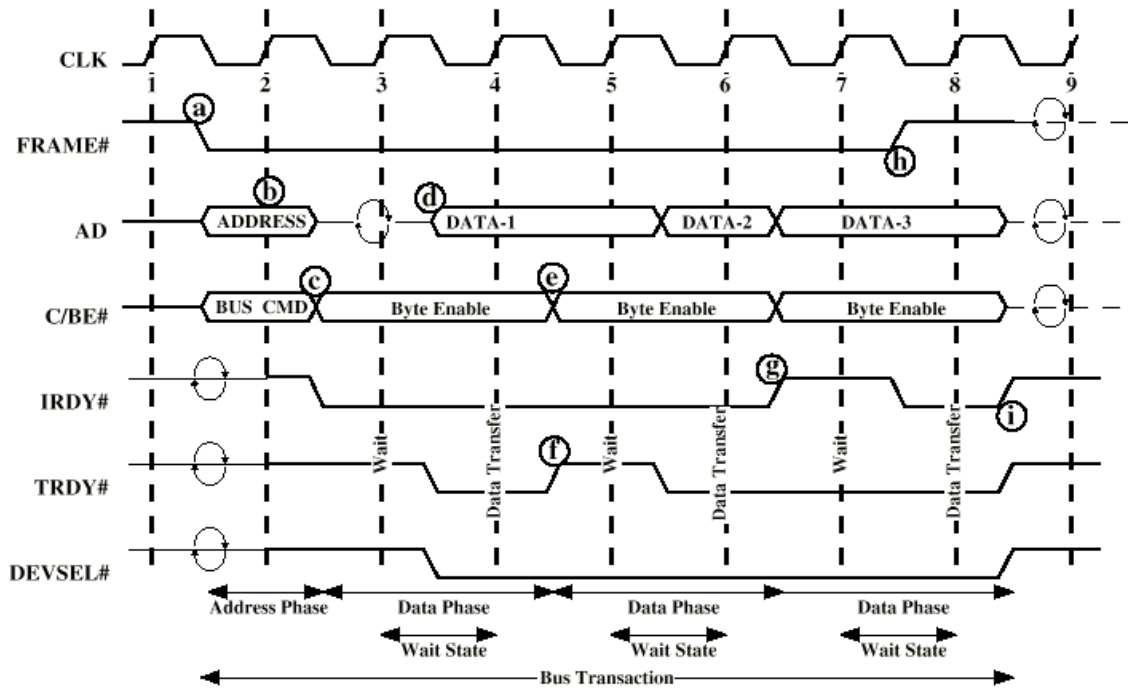 CLK
1 2 3 4 5 6 7 8 9
a
FRAME#
h
b
d
AD
ADDRESS DATA-1 DATA-2 DATA-3
c
e
C/BE#
BUS CMD Byte Enable Byte Enable Byte Enable
g
IRDY#
i
Wait
Data Transfer
Wait
Data Transfer
Wait
Data Transfer
f
TRDY#
DEVSEL#
Address Phase Data Phase Data Phase Data Phase
Wait State Wait State Wait State
Bus Transaction